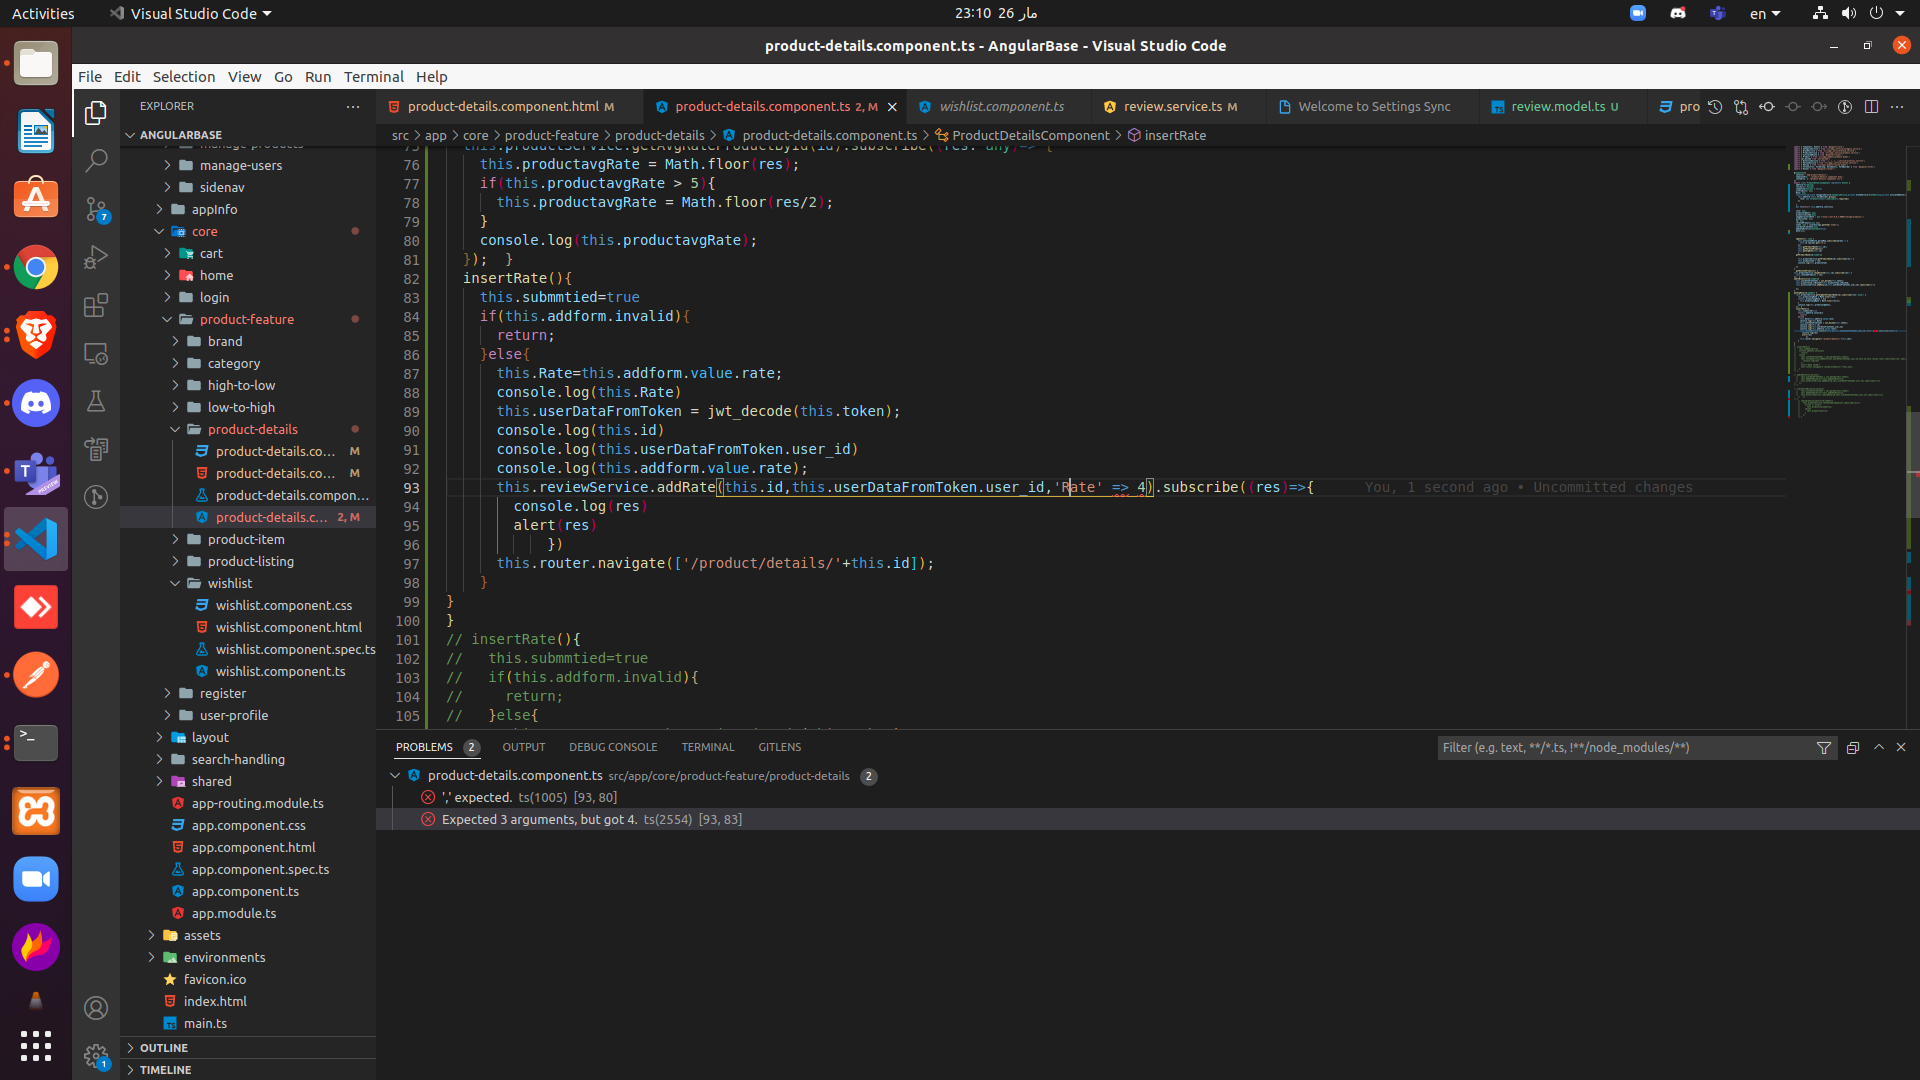 Activities
Visual Studio Code
23:10 26 مار
en
product-details.component.ts - AngularBase - Visual Studio Code
File Edit Selection View Go Run Terminal Help
EXPLORER
ANGULARBASE
manage-products
manage-users
sidenav
appInfo
core
cart
home
login
product-feature
brand
category
high-to-low
low-to-high
product-details
product-details.co... M
product-details.co... M
product-details.compon...
product-details.c... 2, M
product-item
product-listing
wishlist
wishlist.component.css
wishlist.component.html
wishlist.component.spec.ts
wishlist.component.ts
register
user-profile
layout
search-handling
shared
app-routing.module.ts
app.component.css
app.component.html
app.component.spec.ts
app.component.ts
app.module.ts
assets
environments
favicon.ico
index.html
main.ts
OUTLINE
TIMELINE
7
1
product-details.component.html M
product-details.component.ts 2, M
wishlist.component.ts
review.service.ts M
Welcome to Settings Sync
review.model.ts U
pro
src > app > core > product-feature > product-details > product-details.component.ts > ProductDetailsComponent > insertRate
75 this.productService.getAvgRateProductById(id).subscribe((res: any)=> {
76 this.productavgRate = Math.floor(res);
77 if(this.productavgRate > 5){
78 this.productavgRate = Math.floor(res/2);
79 }
80 console.log(this.productavgRate);
81 });  }
82 insertRate(){
83 this.submmtied=true
84 if(this.addform.invalid){
85 return;
86 }else{
87 this.Rate=this.addform.value.rate;
88 console.log(this.Rate)
89 this.userDataFromToken = jwt_decode(this.token);
90 console.log(this.id)
91 console.log(this.userDataFromToken.user_id)
92 console.log(this.addform.value.rate);
93 this.reviewService.addRate(this.id,this.userDataFromToken.user_id,'Rate' => 4).subscribe((res)=>{ You, 1 second ago • Uncommitted changes
94 console.log(res)
95 alert(res)
96 })
97 this.router.navigate(['/product/details/'+this.id]);
98 }
99 }
100 }
101 // insertRate(){
102 //   this.submmtied=true
103 //   if(this.addform.invalid){
104 //     return;
105 //   }else{
PROBLEMS 2 OUTPUT DEBUG CONSOLE TERMINAL GITLENS
Filter (e.g. text, **/*.ts, !**/node_modules/**)
product-details.component.ts src/app/core/product-feature/product-details 2
',' expected. ts(1005) [93, 80]
Expected 3 arguments, but got 4. ts(2554) [93, 83]